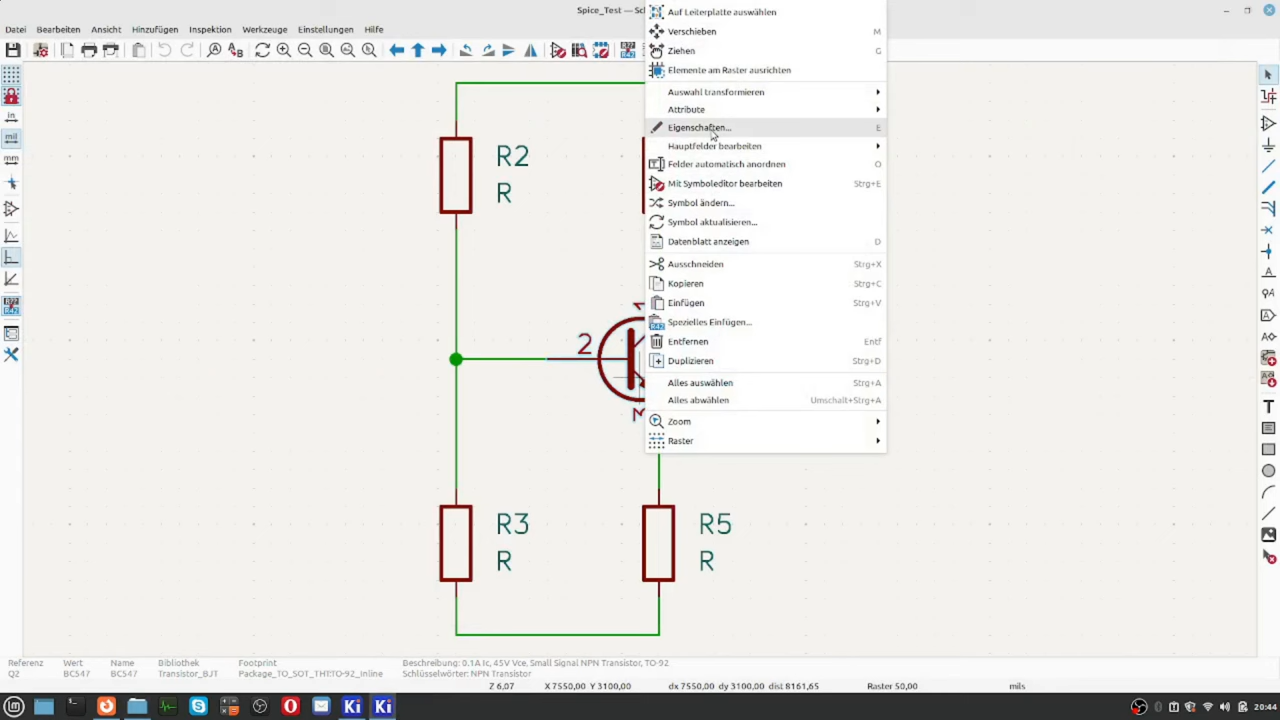 Spice_Test — Sc
Datei Bearbeiten Ansicht Hinzufügen Inspektion Werkzeuge Einstellungen Hilfe
Auf Leiterplatte auswählen
Verschieben M
Ziehen G
Elemente am Raster ausrichten
Auswahl transformieren
Attribute
Eigenschaften... E
Hauptfelder bearbeiten
Felder automatisch anordnen O
Mit Symboleditor bearbeiten Strg+E
Symbol ändern...
Symbol aktualisieren...
Datenblatt anzeigen D
Ausschneiden Strg+X
Kopieren Strg+C
Einfügen Strg+V
Spezielles Einfügen...
Entfernen Entf
Duplizieren Strg+D
Alles auswählen Strg+A
Alles abwählen Umschalt+Strg+A
Zoom
Raster
in
mil
mm
R2
R
2
R3
R
R5
R
Referenz Wert Name Bibliothek Footprint Beschreibung: 0.1A Ic, 45V Vce, Small Signal NPN Transistor, TO-92
Q2 BC547 BC547 Transistor_BJT Package_TO_SOT_THT:TO-92_Inline Schlüsselwörter: NPN Transistor
Z 6,07 X 7550,00 Y 3100,00 dx 7550,00 dy 3100,00 dist 8161,65 Raster 50,00 mils
Ki Ki 20:44